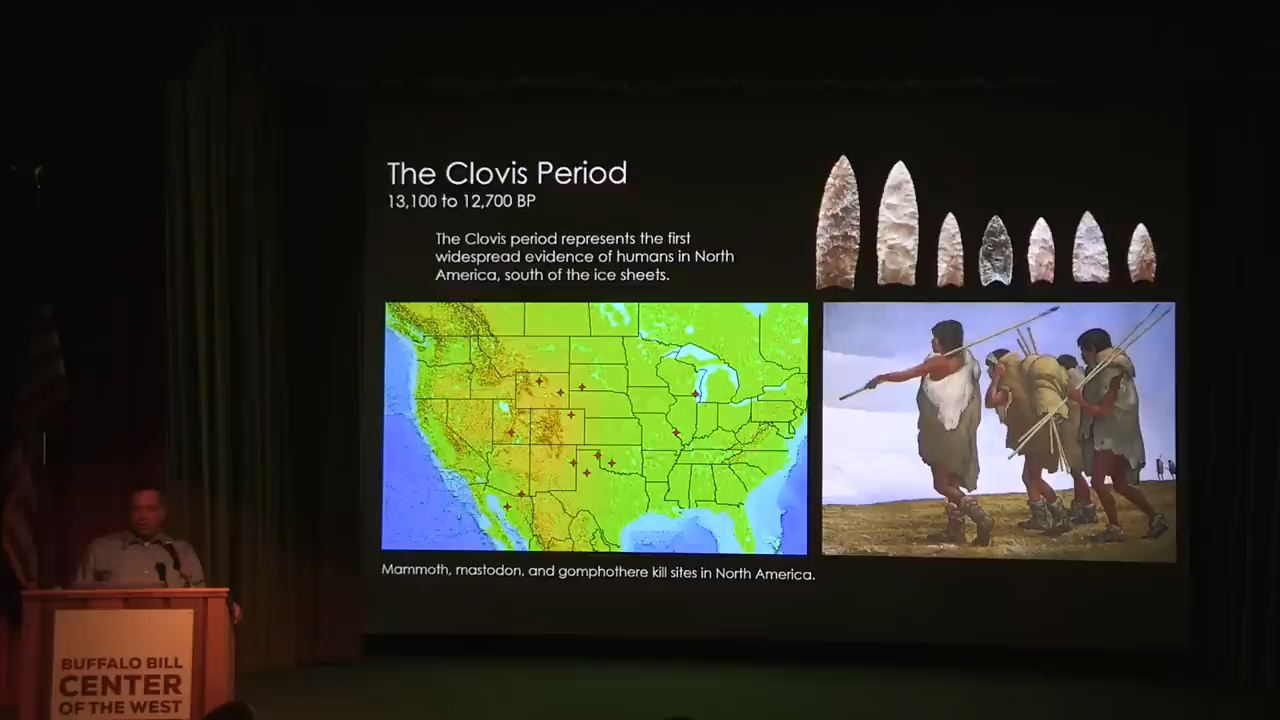 The Clovis Period
13,100 to 12,700 BP
The Clovis period represents the first
widespread evidence of humans in North
America, south of the ice sheets.
Mammoth, mastodon, and gomphothere kill sites in North America.
BUFFALO BILL
CENTER
OF THE WEST